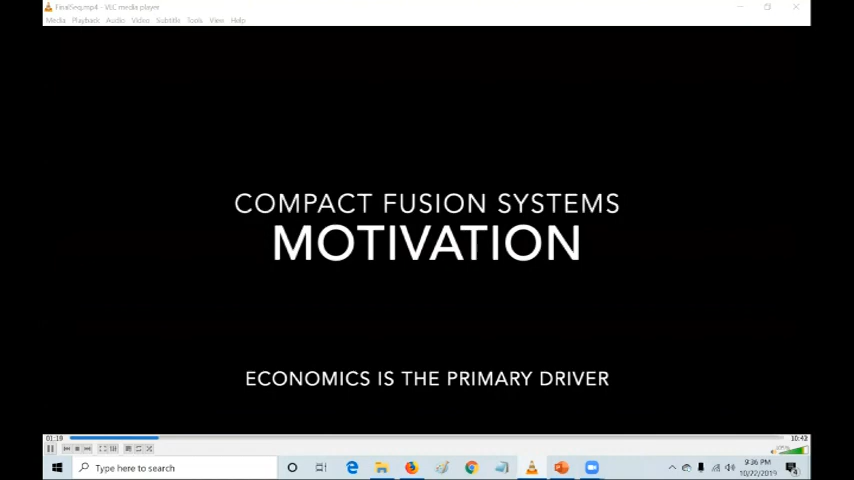 FinalSeq.mp4 - VLC media player
Media Playback Audio Video Subtitle Tools View Help
COMPACT FUSION SYSTEMS
MOTIVATION
ECONOMICS IS THE PRIMARY DRIVER
01:19
10:42
Type here to search
9:36 PM
10/22/2019
4